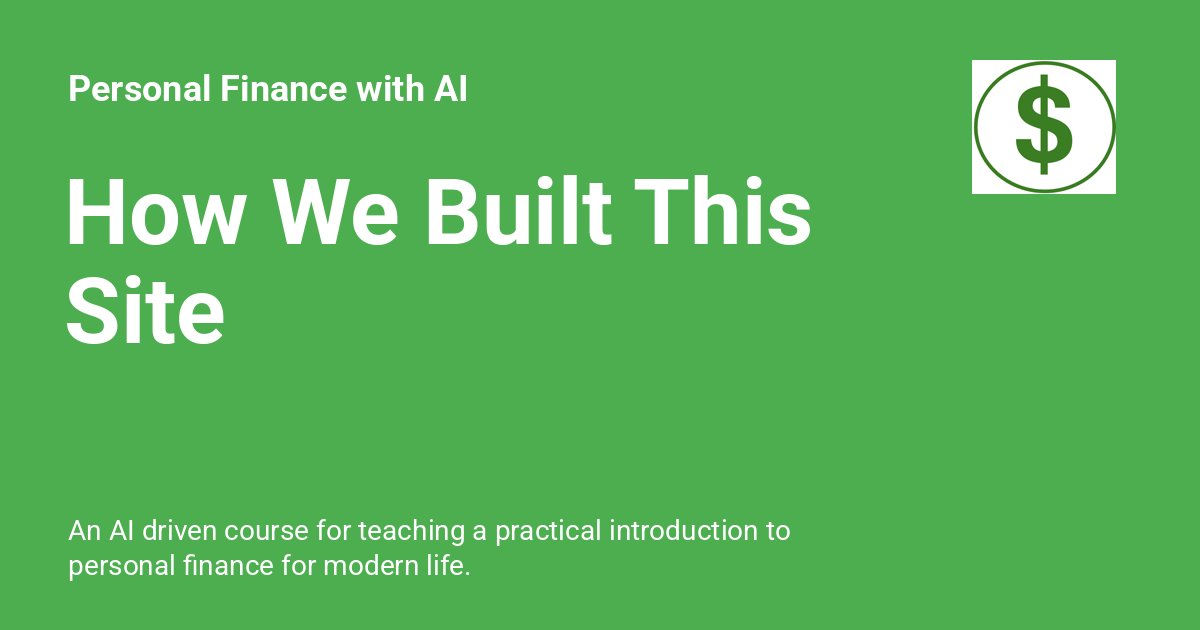 Personal Finance with AI
$
How We Built This
Site
An AI driven course for teaching a practical introduction to
personal finance for modern life.